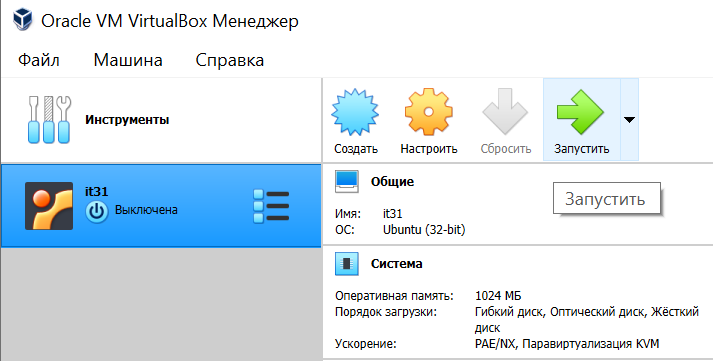 Oracle VM VirtualBox Менеджер
Файл Машина Справка
Инструменты
Создать Настроить Сбросить Запустить
it31
Выключена
Общие
Запустить
Имя: it31
ОС: Ubuntu (32-bit)
Система
Оперативная память: 1024 МБ
Порядок загрузки: Гибкий диск, Оптический диск, Жёсткий
диск
Ускорение: PAE/NX, Паравиртуализация KVM